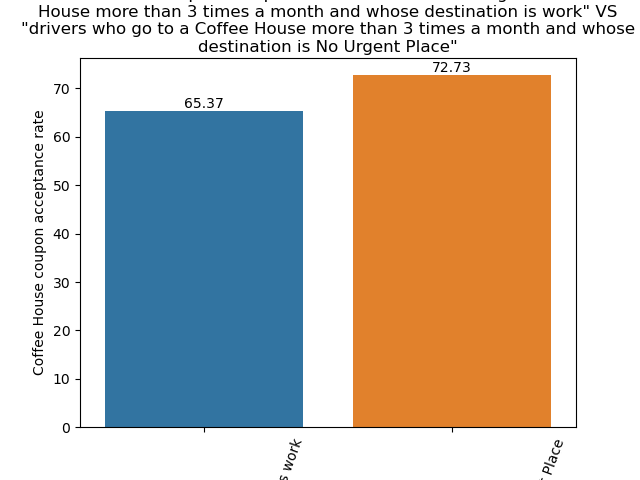 House more than 3 times a month and whose destination is work" VS
"drivers who go to a Coffee House more than 3 times a month and whose
destination is No Urgent Place"
72.73
65.37
70
60
50
40
30
20
10
0
Coffee House coupon acceptance rate
work
Place